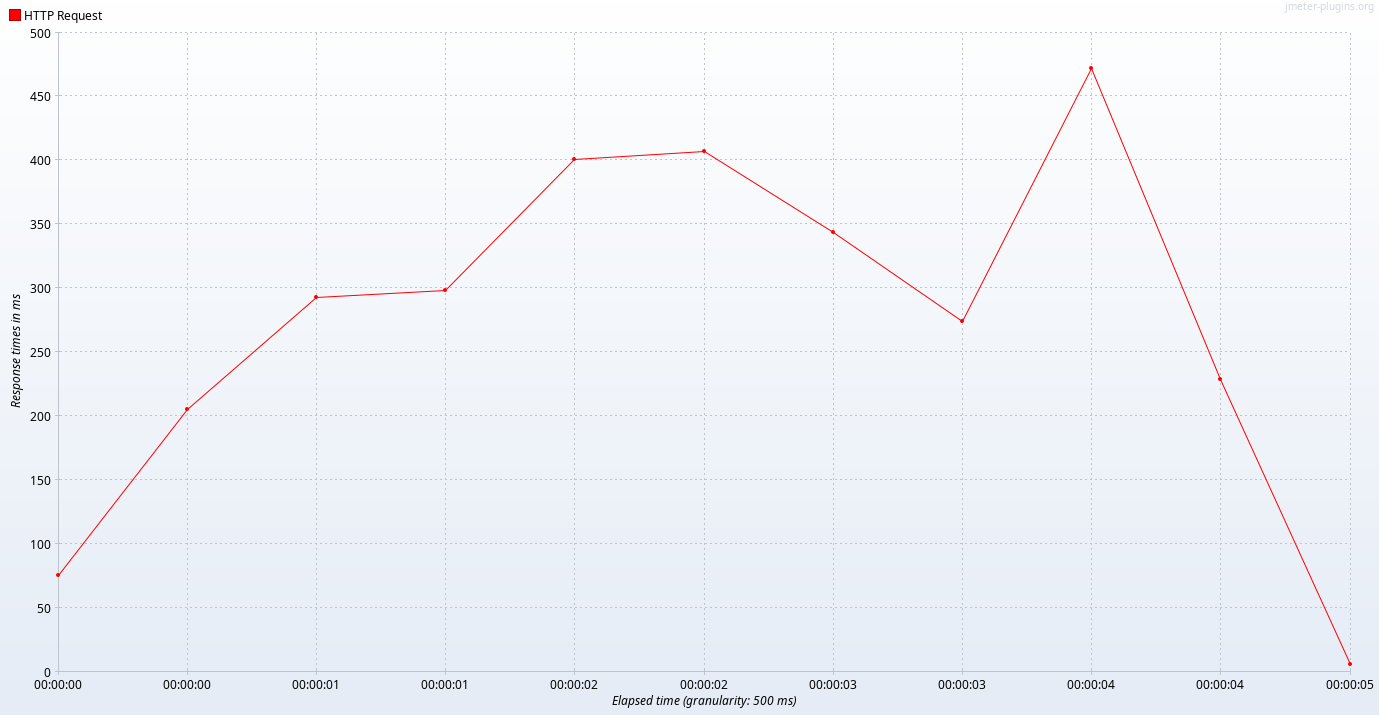 jmeter-plugins.org
HTTP Request
500
450
400
350
300
250
200
150
100
50
0
Response times in ms
00:00:00 00:00:00 00:00:01 00:00:01 00:00:02 00:00:02 00:00:03 00:00:03 00:00:04 00:00:04 00:00:05
Elapsed time (granularity: 500 ms)